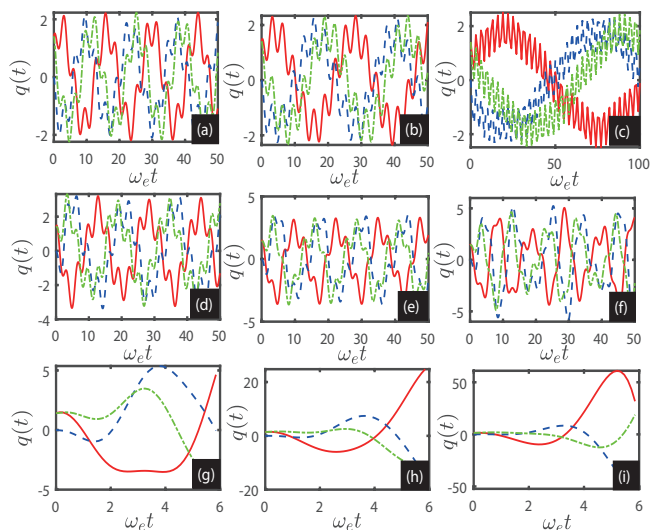 q(t) 2 0 -2 0 10 20 30 40 50 ωₑt (a)
q(t) 2 0 -2 0 10 20 30 40 50 ωₑt (b)
q(t) 2 0 -2 0 50 100 ωₑt (c)
q(t) 2 0 -2 -4 0 10 20 30 40 50 ωₑt (d)
q(t) 5 0 -5 0 10 20 30 40 50 ωₑt (e)
q(t) 5 0 -5 0 10 20 30 40 50 ωₑt (f)
q(t) 5 0 -5 0 2 4 6 ωₑt (g)
q(t) 25 0 -20 0 2 4 6 ωₑt (h)
q(t) 50 0 -50 0 2 4 6 ωₑt (i)